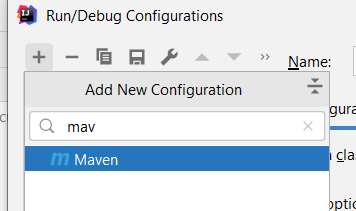 Run/Debug Configurations
Name:
Add New Configuration
mav
Maven